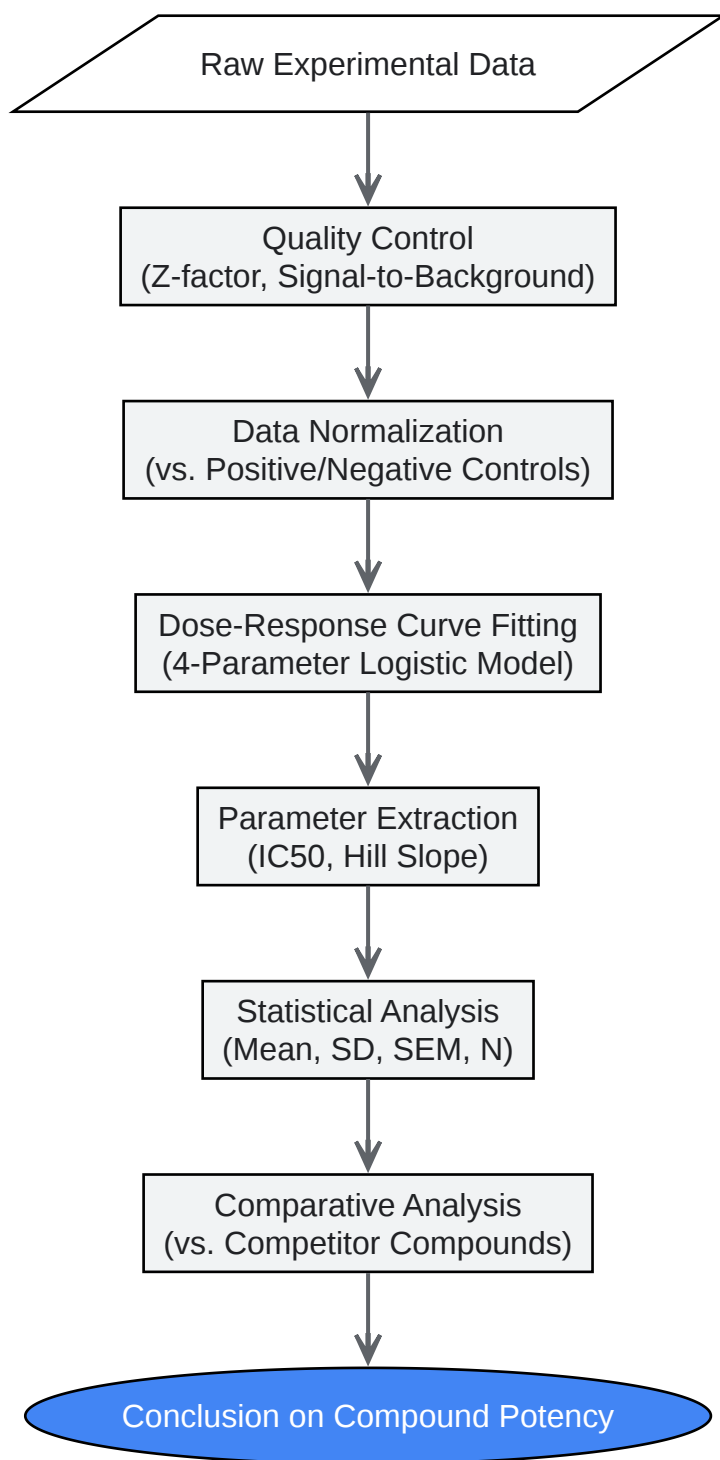 Raw Experimental Data
Quality Control
(Z-factor, Signal-to-Background)
Data Normalization
(vs. Positive/Negative Controls)
Dose-Response Curve Fitting
(4-Parameter Logistic Model)
Parameter Extraction
(IC50, Hill Slope)
Statistical Analysis
(Mean, SD, SEM, N)
Comparative Analysis
(vs. Competitor Compounds)
Conclusion on Compound Potency